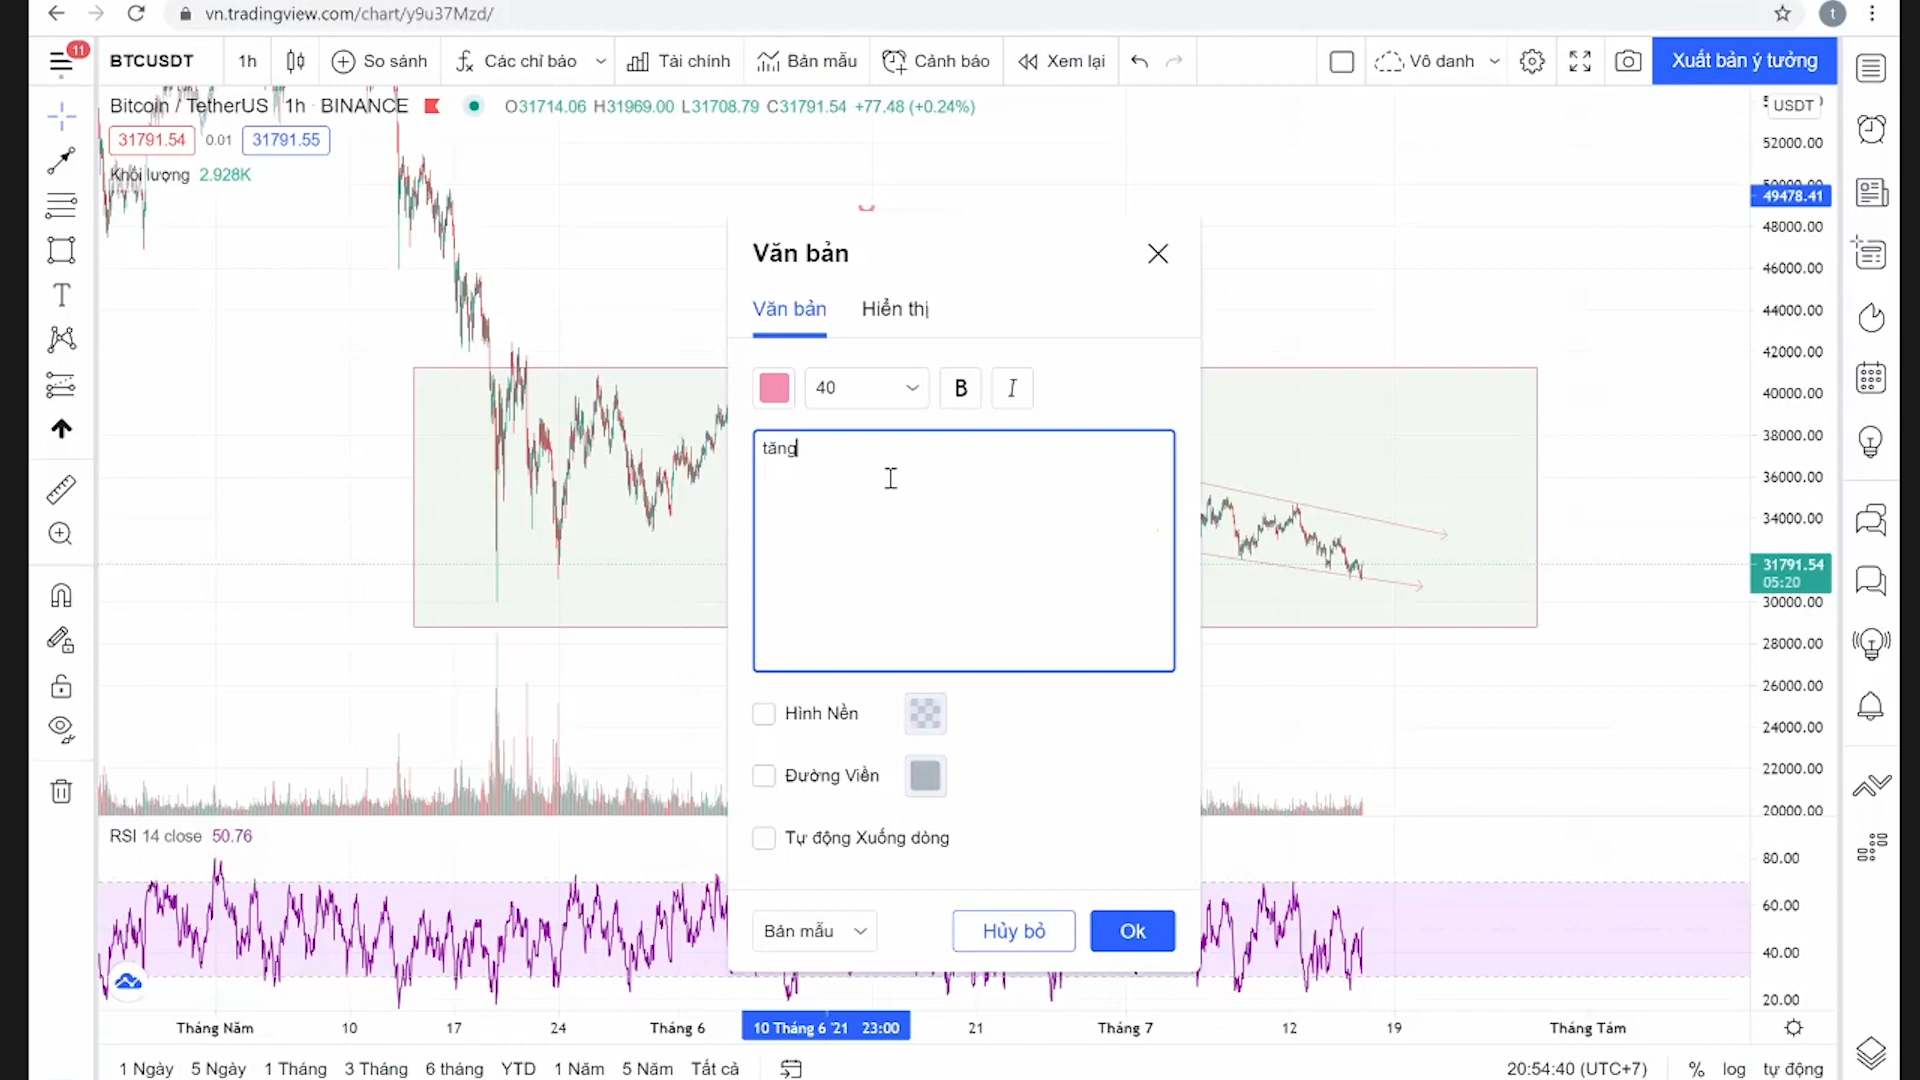 vn.tradingview.com/chart/y9u37Mzd/
t
11
BTCUSDT 1h So sánh Các chỉ báo Tài chính Bản mẫu Cảnh báo Xem lại Vô danh Xuất bản ý tưởng
Bitcoin / TetherUS · 1h · BINANCE O31714.06 H31969.00 L31708.79 C31791.54 +77.48 (+0.24%)
31791.54 0.01 31791.55
Khối lượng 2.928K
USDT
52000.00
50000.00
49478.41
48000.00
46000.00
44000.00
42000.00
40000.00
38000.00
36000.00
34000.00
31791.54
05:20
30000.00
28000.00
26000.00
24000.00
22000.00
20000.00
Văn bản
Văn bản Hiển thị
40 B I
tăng
Hình Nền
Đường Viền
Tự động Xuống dòng
Bản mẫu Hủy bỏ Ok
RSI 14 close 50.76
80.00
60.00
40.00
20.00
Tháng Năm 10 17 24 Tháng 6 10 Tháng 6 '21 23:00 21 Tháng 7 12 19 Tháng Tám
1 Ngày 5 Ngày 1 Tháng 3 Tháng 6 tháng YTD 1 Năm 5 Năm Tất cả 20:54:40 (UTC+7) % log tự động